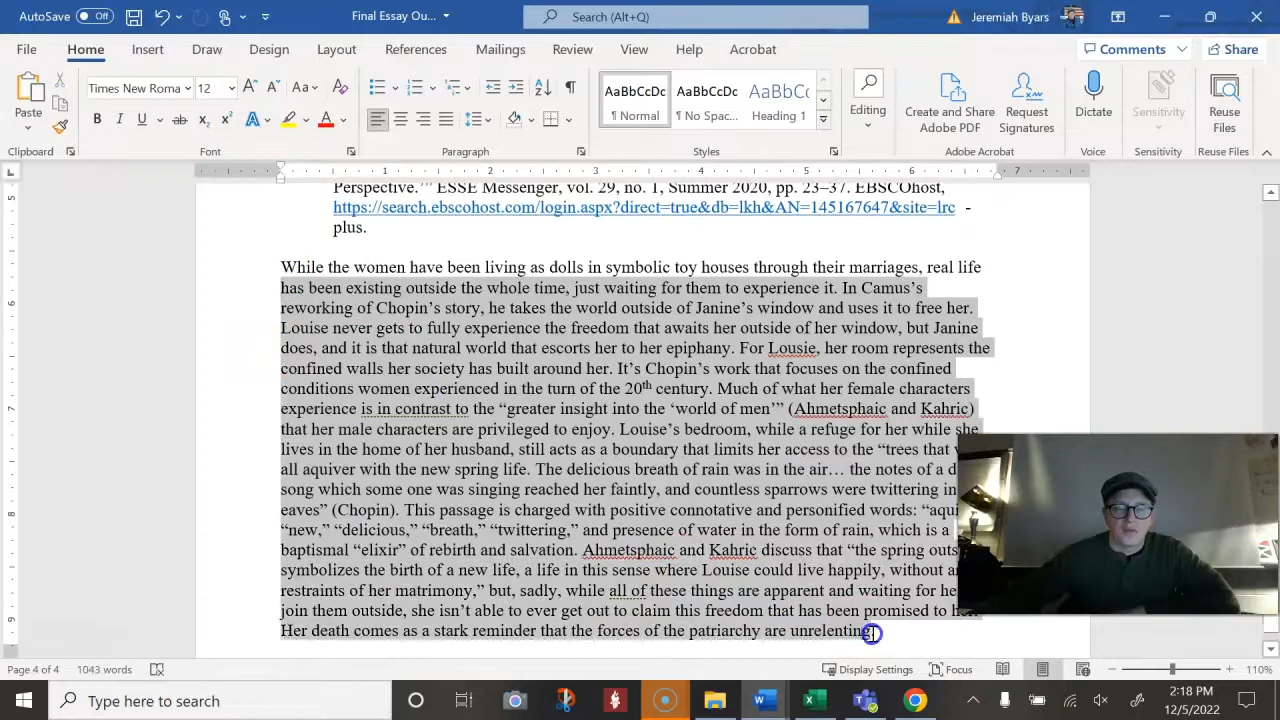 AutoSave Off Final Essay Ou... Search (Alt+Q) Jeremiah Byars
File Home Insert Draw Design Layout References Mailings Review View Help Acrobat Comments Share
Times New Roma 12 Aa AaBbCcDc AaBbCcDc AaBbCc
Paste B I U ab x₂ x² A A ¶ Normal ¶ No Spac... Heading 1 Editing Create and Share Adobe PDF Request Signatures Dictate Sensitivity Reuse Files
Clipboard Font Paragraph Styles Adobe Acrobat Voice Sensitivity Reuse Files
1 2 3 4 5 6 7
Perspective.’” ESSE Messenger, vol. 29, no. 1, Summer 2020, pp. 23–37. EBSCOhost,
https://search.ebscohost.com/login.aspx?direct=true&db=lkh&AN=145167647&site=lrc -
plus.
While the women have been living as dolls in symbolic toy houses through their marriages, real life
has been existing outside the whole time, just waiting for them to experience it. In Camus’s
reworking of Chopin’s story, he takes the world outside of Janine’s window and uses it to free her.
Louise never gets to fully experience the freedom that awaits her outside of her window, but Janine
does, and it is that natural world that escorts her to her epiphany. For Lousie, her room represents the
confined walls her society has built around her. It’s Chopin’s work that focuses on the confined
conditions women experienced in the turn of the 20th century. Much of what her female characters
experience is in contrast to the “greater insight into the ‘world of men’” (Ahmetsphaic and Kahric)
that her male characters are privileged to enjoy. Louise’s bedroom, while a refuge for her while she
lives in the home of her husband, still acts as a boundary that limits her access to the “trees that
all aquiver with the new spring life. The delicious breath of rain was in the air… the notes of a
song which some one was singing reached her faintly, and countless sparrows were twittering in
eaves” (Chopin). This passage is charged with positive connotative and personified words:
“new,” “delicious,” “breath,” “twittering,” and presence of water in the form of rain, which is a
baptismal “elixir” of rebirth and salvation. Ahmetsphaic and Kahric discuss that “the spring
symbolizes the birth of a new life, a life in this sense where Louise could live happily, without
restraints of her matrimony,” but, sadly, while all of these things are apparent and waiting for
join them outside, she isn’t able to ever get out to claim this freedom that has been promised to
Her death comes as a stark reminder that the forces of the patriarchy are unrelenting.
Page 4 of 4 1043 words Display Settings Focus 110%
Type here to search 2:18 PM
12/5/2022